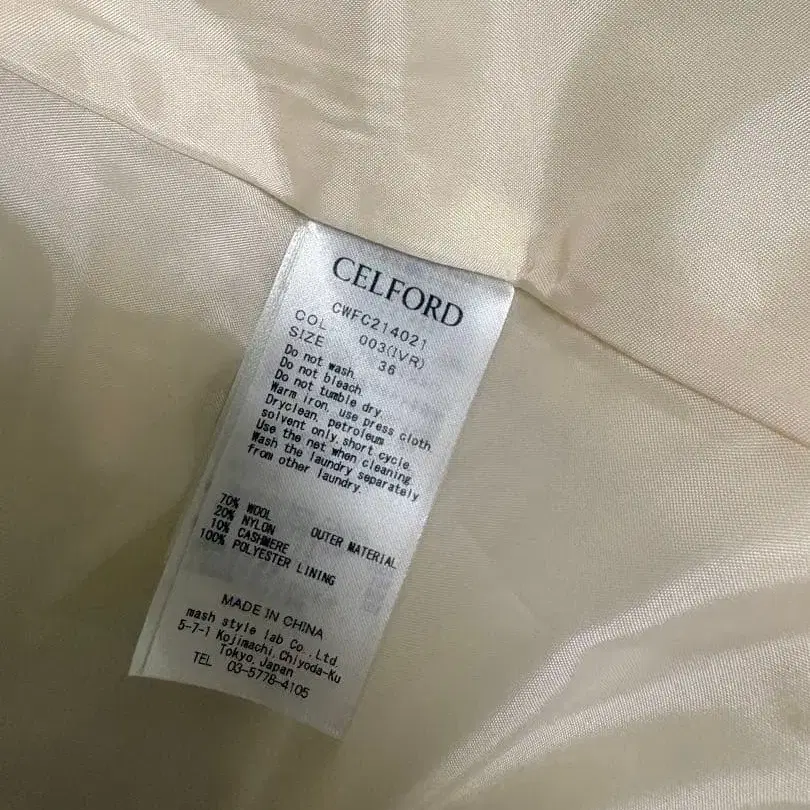 CELFORD
CWFC214021
COL 003(IVR)
SIZE 36
Do not wash.
Do not bleach.
Do not tumble dry.
Warm iron, use press cloth.
Dryclean, petroleum
solvent only, short cycle.
Use the net when cleaning.
Wash the laundry separately
from other laundry.
70% WOOL
20% NYLON OUTER MATERIAL
10% CASHMERE
100% POLYESTER LINING
MADE IN CHINA
mash style lab Co.,Ltd.
5-7-1 Kojimachi,Chiyoda-Ku
Tokyo,Japan
TEL 03-5778-4105